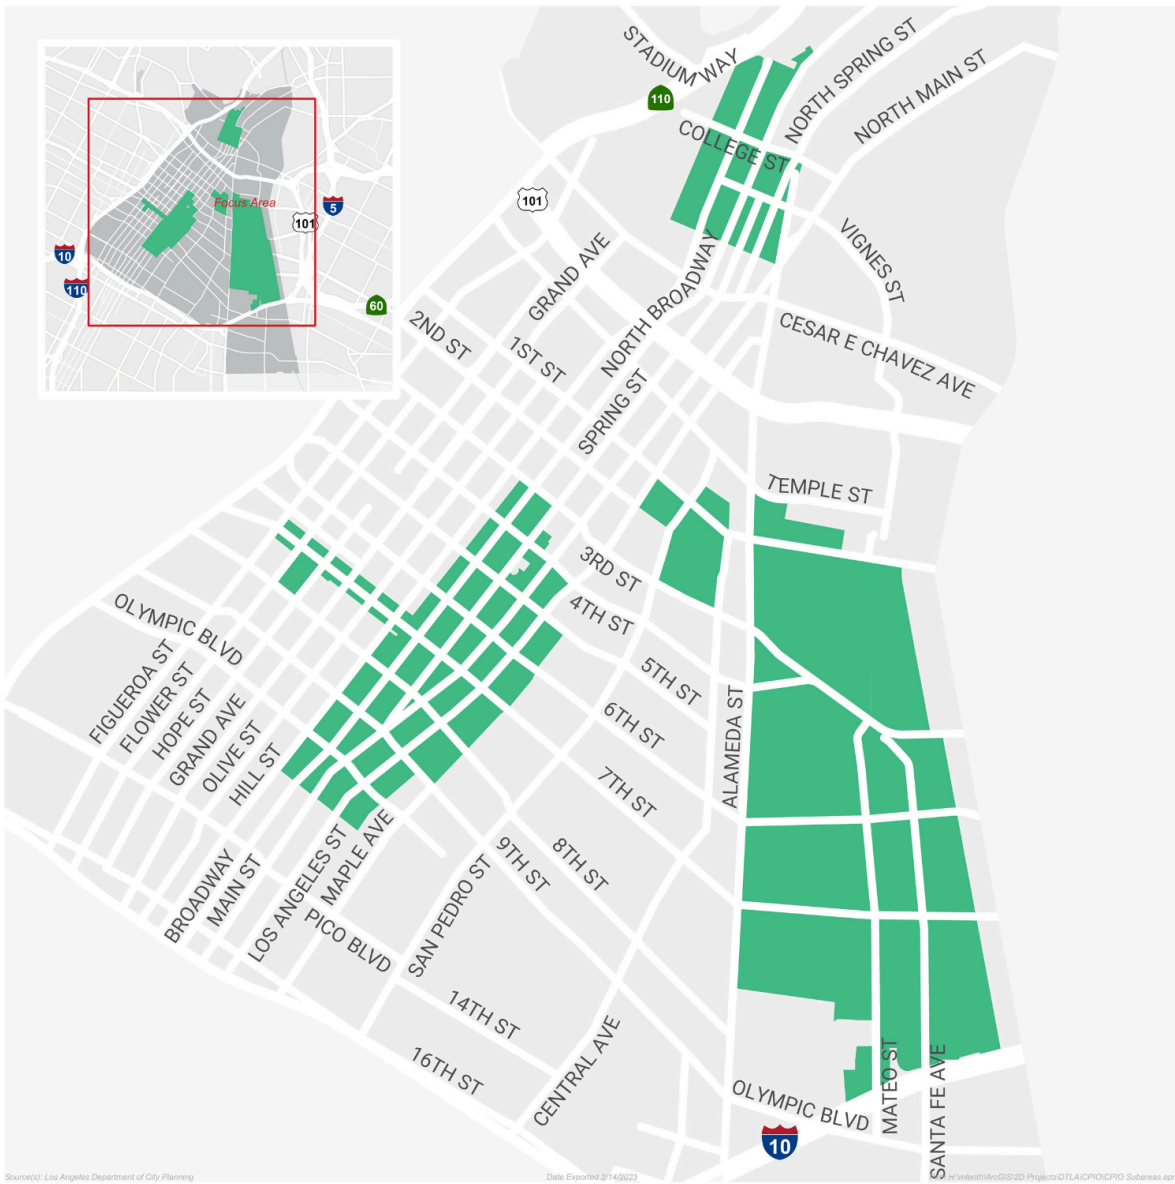 STADIUM WAY
110
NORTH SPRING ST
NORTH MAIN ST
COLLEGE ST
101
Focus Area
5
101
10
110
60
VIGNES ST
GRAND AVE
NORTH BROADWAY
2ND ST
1ST ST
CESAR E CHAVEZ AVE
SPRING ST
TEMPLE ST
3RD ST
4TH ST
5TH ST
6TH ST
7TH ST
ALAMEDA ST
OLYMPIC BLVD
FIGUEROA ST
FLOWER ST
HOPE ST
GRAND AVE
OLIVE ST
HILL ST
BROADWAY
MAIN ST
LOS ANGELES ST
MAPLE AVE
PICO BLVD
SAN PEDRO ST
9TH ST
8TH ST
14TH ST
16TH ST
CENTRAL AVE
OLYMPIC BLVD
MATEO ST
SANTA FE AVE
10
Source(s): Los Angeles Department of City Planning
Date Exported 2/14/2023